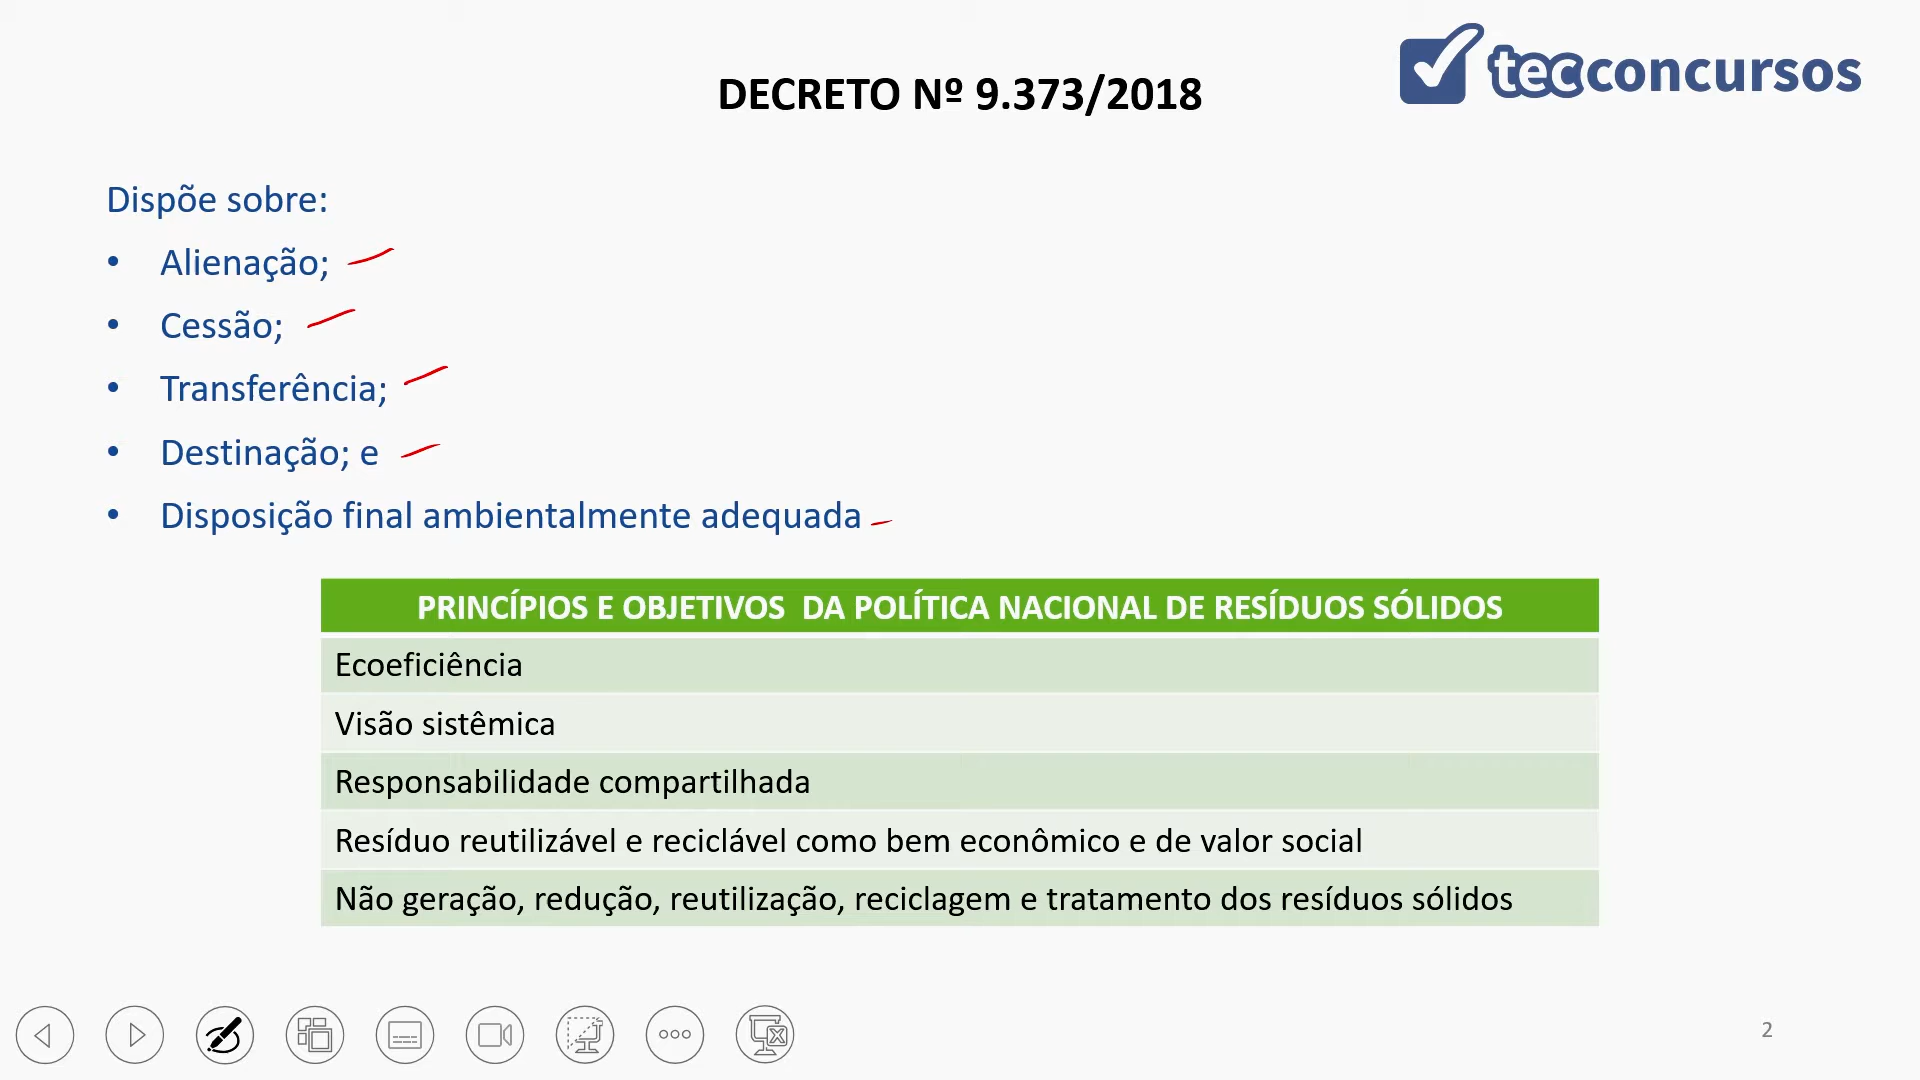 tecconcursos
DECRETO Nº 9.373/2018
Dispõe sobre:
• Alienação;
• Cessão;
• Transferência;
• Destinação; e
• Disposição final ambientalmente adequada
PRINCÍPIOS E OBJETIVOS DA POLÍTICA NACIONAL DE RESÍDUOS SÓLIDOS
Ecoeficiência
Visão sistêmica
Responsabilidade compartilhada
Resíduo reutilizável e reciclável como bem econômico e de valor social
Não geração, redução, reutilização, reciclagem e tratamento dos resíduos sólidos
2